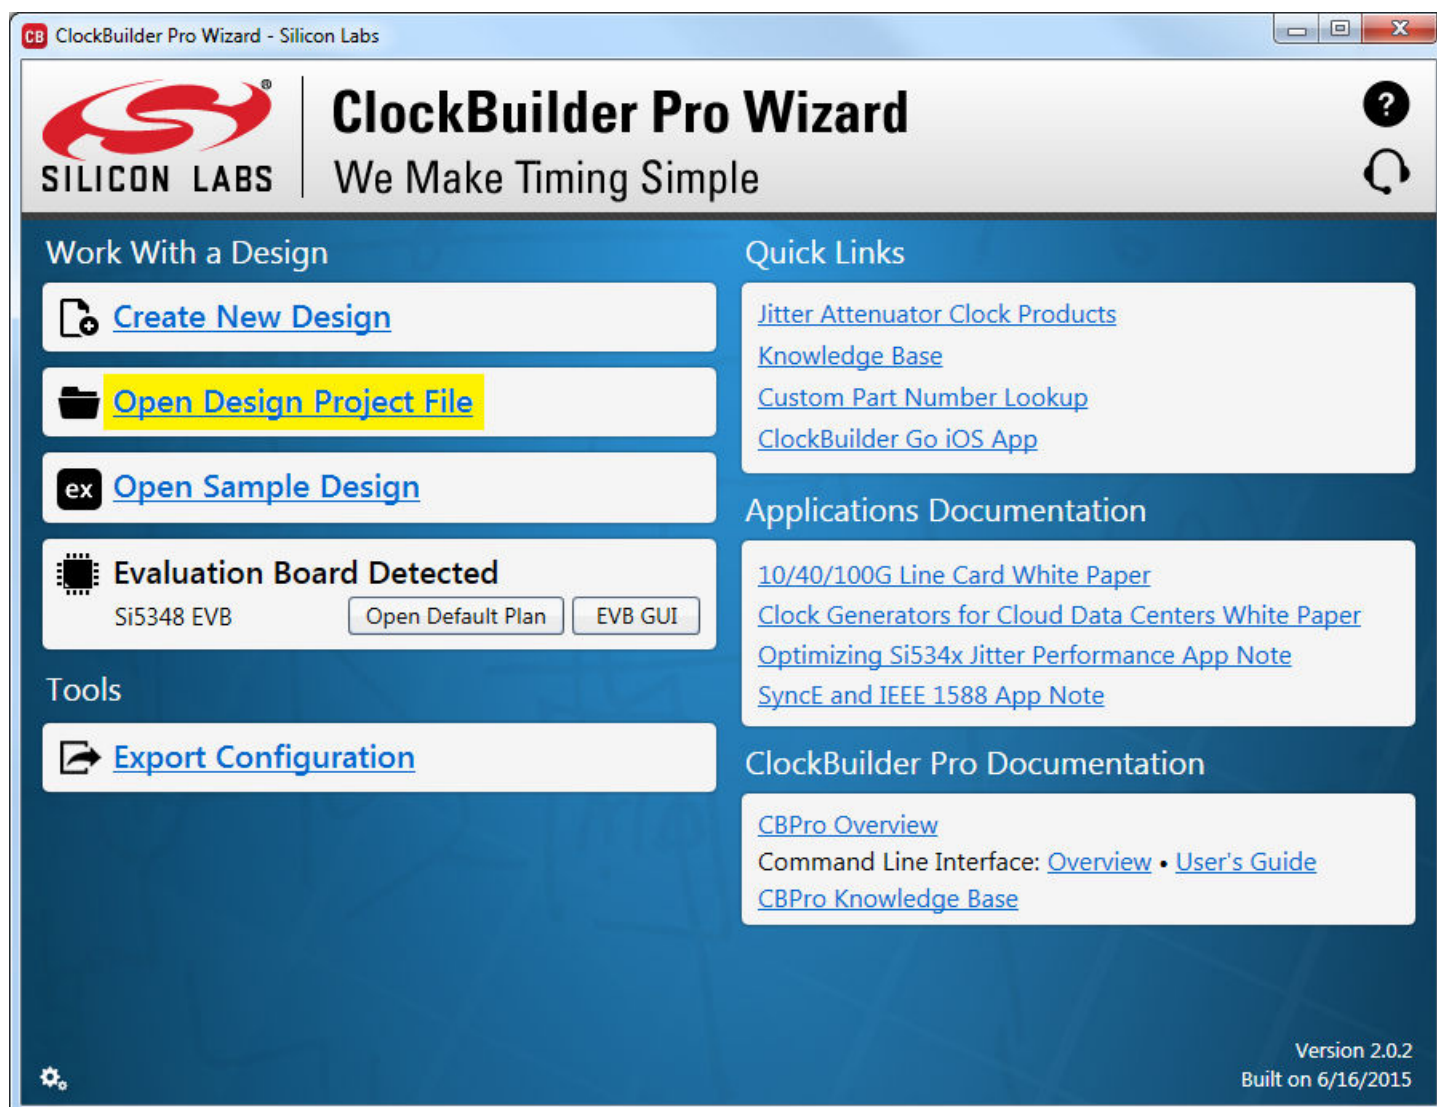 CB ClockBuilder Pro Wizard - Silicon Labs
SILICON LABS®
ClockBuilder Pro Wizard
We Make Timing Simple
?
Work With a Design
Create New Design
Open Design Project File
ex Open Sample Design
Evaluation Board Detected
Si5348 EVB Open Default Plan EVB GUI
Tools
Export Configuration
Quick Links
Jitter Attenuator Clock Products
Knowledge Base
Custom Part Number Lookup
ClockBuilder Go iOS App
Applications Documentation
10/40/100G Line Card White Paper
Clock Generators for Cloud Data Centers White Paper
Optimizing Si534x Jitter Performance App Note
SyncE and IEEE 1588 App Note
ClockBuilder Pro Documentation
CBPro Overview
Command Line Interface: Overview • User's Guide
CBPro Knowledge Base
Version 2.0.2
Built on 6/16/2015